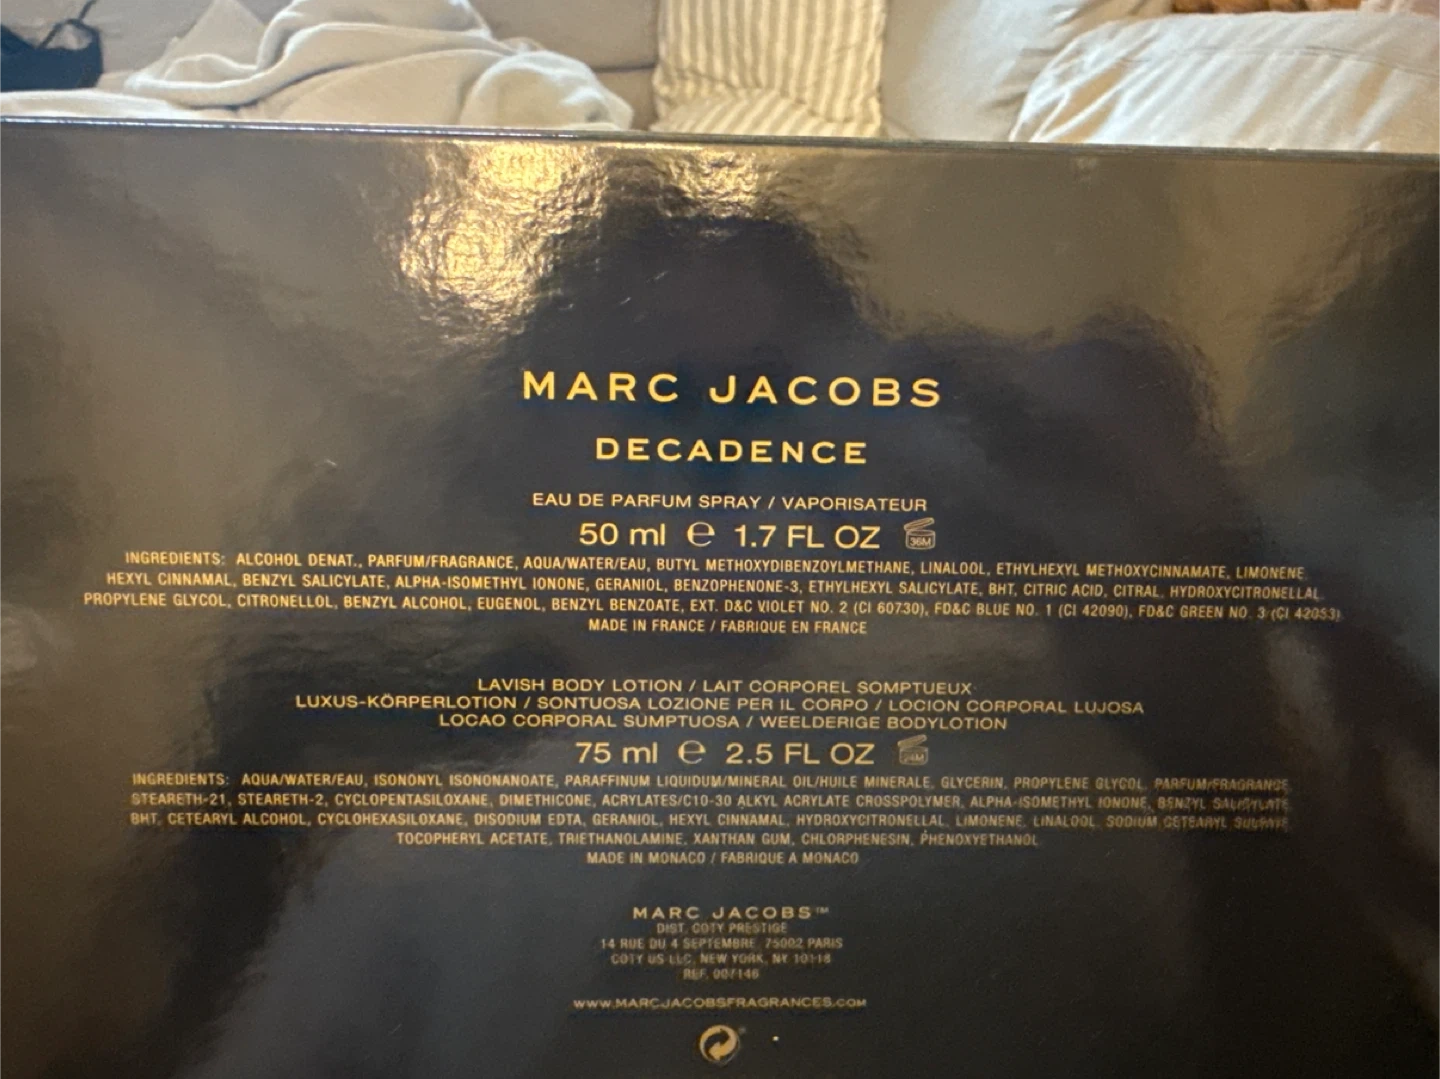 MARC JACOBS
DECADENCE
EAU DE PARFUM SPRAY / VAPORISATEUR
50 ml ℮ 1.7 FL OZ 36M
INGREDIENTS: ALCOHOL DENAT., PARFUM/FRAGRANCE, AQUA/WATER/EAU, BUTYL METHOXYDIBENZOYLMETHANE, LINALOOL, ETHYLHEXYL METHOXYCINNAMATE, LIMONENE,
HEXYL CINNAMAL, BENZYL SALICYLATE, ALPHA-ISOMETHYL IONONE, GERANIOL, BENZOPHENONE-3, ETHYLHEXYL SALICYLATE, BHT, CITRIC ACID, CITRAL, HYDROXYCITRONELLAL,
PROPYLENE GLYCOL, CITRONELLOL, BENZYL ALCOHOL, EUGENOL, BENZYL BENZOATE, EXT. D&C VIOLET NO. 2 (CI 60730), FD&C BLUE NO. 1 (CI 42090), FD&C GREEN NO. 3 (CI 42053).
MADE IN FRANCE / FABRIQUE EN FRANCE
LAVISH BODY LOTION / LAIT CORPOREL SOMPTUEUX
LUXUS-KÖRPERLOTION / SONTUOSA LOZIONE PER IL CORPO / LOCION CORPORAL LUJOSA
LOCAO CORPORAL SUMPTUOSA / WEELDERIGE BODYLOTION
75 ml ℮ 2.5 FL OZ 24M
INGREDIENTS: AQUA/WATER/EAU, ISONONYL ISONONANOATE, PARAFFINUM LIQUIDUM/MINERAL OIL/HUILE MINERALE, GLYCERIN, PROPYLENE GLYCOL, PARFUM/FRAGRANCE,
STEARETH-21, STEARETH-2, CYCLOPENTASILOXANE, DIMETHICONE, ACRYLATES/C10-30 ALKYL ACRYLATE CROSSPOLYMER, ALPHA-ISOMETHYL IONONE, BENZYL SALICYLATE,
BHT, CETEARYL ALCOHOL, CYCLOHEXASILOXANE, DISODIUM EDTA, GERANIOL, HEXYL CINNAMAL, HYDROXYCITRONELLAL, LIMONENE, LINALOOL, SODIUM CETEARYL SULFATE,
TOCOPHERYL ACETATE, TRIETHANOLAMINE, XANTHAN GUM, CHLORPHENESIN, PHENOXYETHANOL
MADE IN MONACO / FABRIQUE A MONACO
MARC JACOBS™
DIST. COTY PRESTIGE
14 RUE DU 4 SEPTEMBRE, 75002 PARIS
COTY US LLC, NEW YORK, NY 10118
REF. 007146
WWW.MARCJACOBSFRAGRANCES.COM